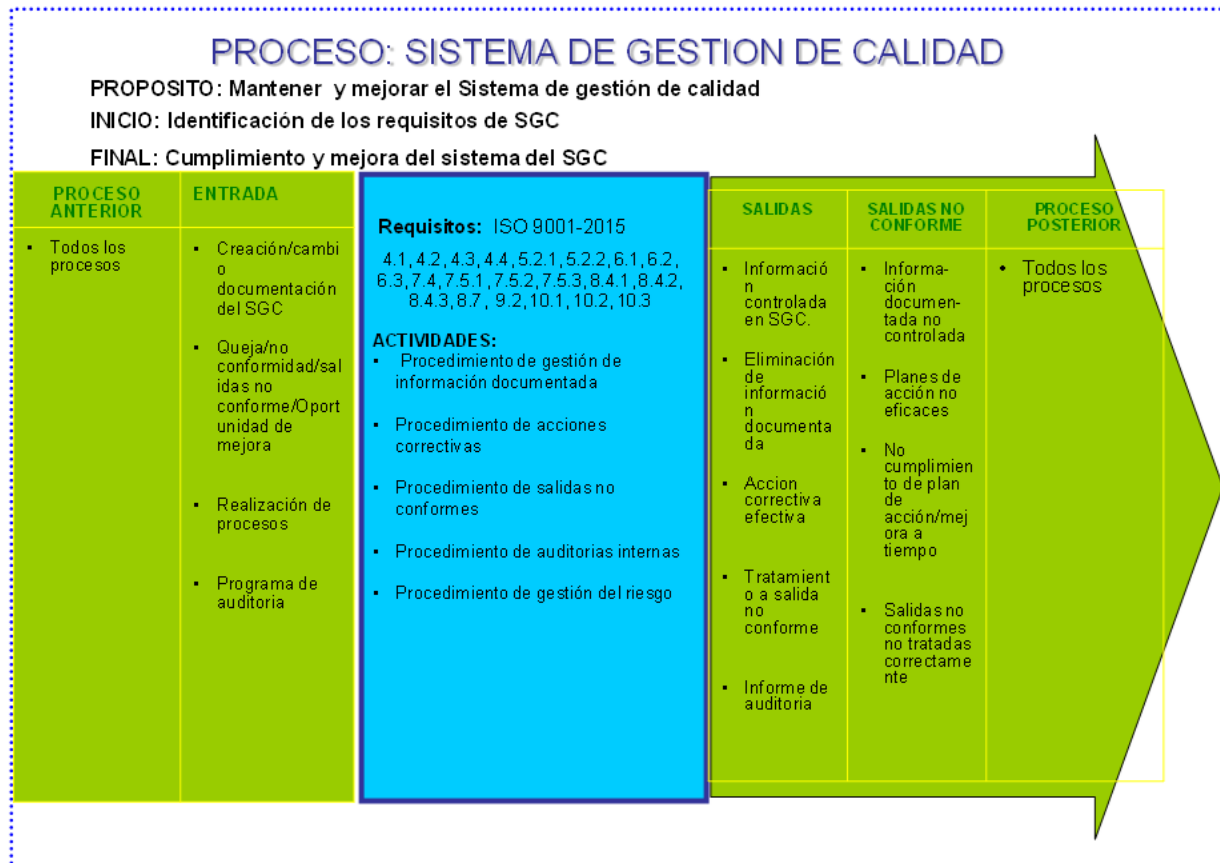 PROCESO: SISTEMA DE GESTION DE CALIDAD
PROPOSITO: Mantener y mejorar el Sistema de gestión de calidad
INICIO: Identificación de los requisitos de SGC
FINAL: Cumplimiento y mejora del sistema del SGC
PROCESO
ANTERIOR
▪ Todos los
procesos
ENTRADA
▪ Creación/cambi
o
documentación
del SGC
▪ Queja/no
conformidad/sal
idas no
conforme/Oport
unidad de
mejora
▪ Realización de
procesos
▪ Programa de
auditoria
Requisitos: ISO 9001-2015
4.1, 4.2, 4.3, 4.4, 5.2.1, 5.2.2, 6.1, 6.2,
6.3, 7.4, 7.5.1, 7.5.2, 7.5.3, 8.4.1, 8.4.2,
8.4.3, 8.7, 9.2, 10.1, 10.2, 10.3
ACTIVIDADES:
▪ Procedimiento de gestión de
información documentada
▪ Procedimiento de acciones
correctivas
▪ Procedimiento de salidas no
conformes
▪ Procedimiento de auditorias internas
▪ Procedimiento de gestión del riesgo
SALIDAS
▪ Informació
n
controlada
en SGC.
▪ Eliminación
de
informació
n
documenta
da
▪ Accion
correctiva
efectiva
▪ Tratamient
o a salida
no
conforme
▪ Informe de
auditoria
SALIDAS NO
CONFORME
▪ Informa-
ción
documen-
tada no
controlada
▪ Planes de
acción no
eficaces
▪ No
cumplimie
nto de plan
de
acción/mej
ora a
tiempo
▪ Salidas no
conformes
no tratadas
correctame
nte
PROCESO
POSTERIOR
• Todos los
procesos